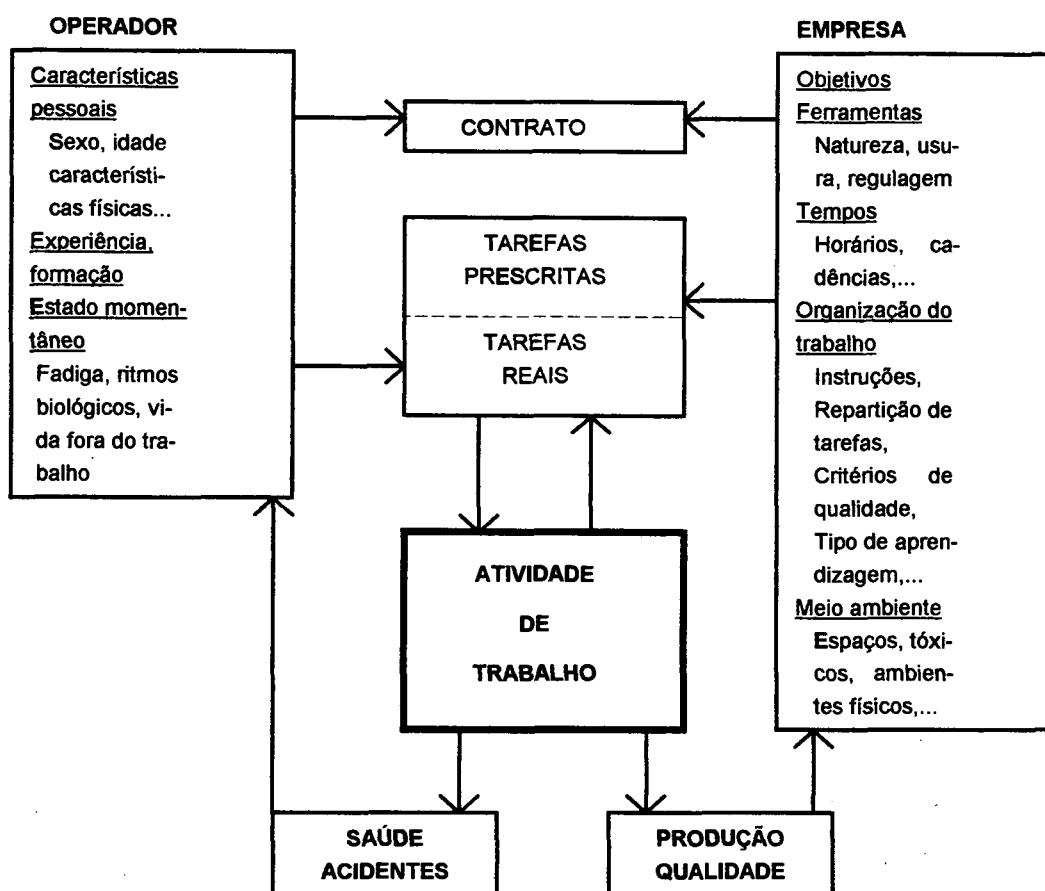 OPERADOR
Características
pessoais
Sexo, idade
característi-
cas físicas...
Experiência,
formação
Estado momen-
tâneo
Fadiga, ritmos
biológicos, vi-
da fora do tra-
balho
CONTRATO
TAREFAS
PRESCRITAS
TAREFAS
REAIS
ATIVIDADE
DE
TRABALHO
SAÚDE
ACIDENTES
PRODUÇÃO
QUALIDADE
EMPRESA
Objetivos
Ferramentas
Natureza, usu-
ra, regulagem
Tempos
Horários, ca-
dências,...
Organização do
trabalho
Instruções,
Repartição de
tarefas,
Critérios de
qualidade,
Tipo de apren-
dizagem,...
Meio ambiente
Espaços, tóxi-
cos, ambien-
tes físicos,...